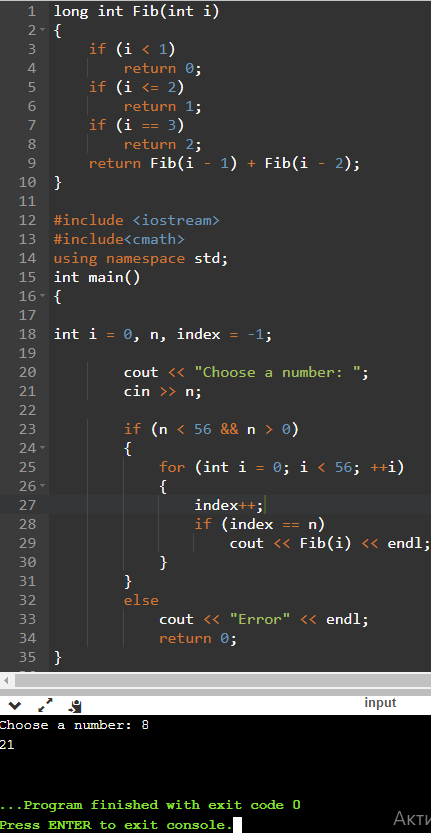 1 long int Fib(int i)
2 {
3 if (i < 1)
4 return 0;
5 if (i <= 2)
6 return 1;
7 if (i == 3)
8 return 2;
9 return Fib(i - 1) + Fib(i - 2);
10 }
11
12 #include <iostream>
13 #include<cmath>
14 using namespace std;
15 int main()
16 {
17
18 int i = 0, n, index = -1;
19
20 cout << "Choose a number: ";
21 cin >> n;
22
23 if (n < 56 && n > 0)
24 {
25 for (int i = 0; i < 56; ++i)
26 {
27 index++;
28 if (index == n)
29 cout << Fib(i) << endl;
30 }
31 }
32 else
33 cout << "Error" << endl;
34 return 0;
35 }
input
Choose a number: 8
21
...Program finished with exit code 0
Press ENTER to exit console.
Акти